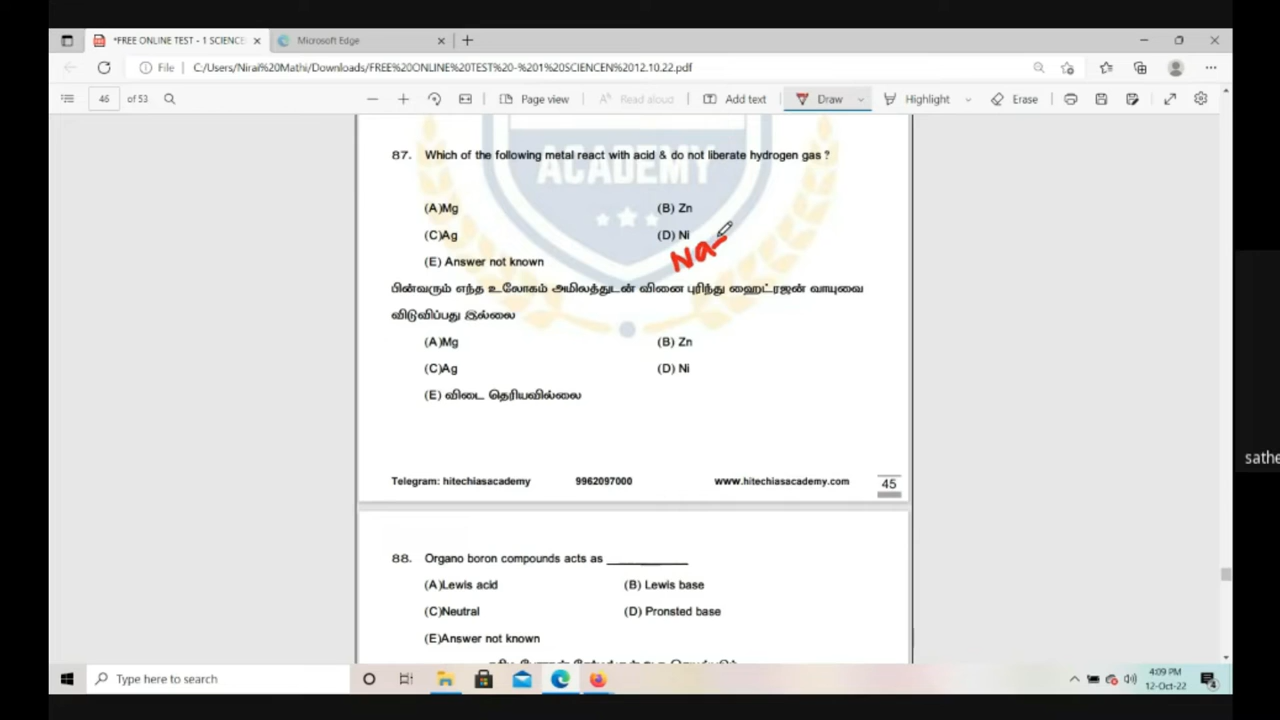 *FREE ONLINE TEST - 1 SCIENCE
Microsoft Edge
File C:/Users/Nirai%20Mathi/Downloads/FREE%20ONLINE%20TEST%20-%201%20SCIENCEN%2012.10.22.pdf
46 of 53 Page view Read aloud Add text Draw Highlight Erase
ACADEMY
87. Which of the following metal react with acid & do not liberate hydrogen gas ?
(A)Mg (B) Zn
(C)Ag (D) Ni
Na
(E) Answer not known
பின்வரும் எந்த உலோகம் அமிலத்துடன் வினை புரிந்து ஹைட்ரஜன் வாயுவை
விடுவிப்பது இல்லை
(A)Mg (B) Zn
(C)Ag (D) Ni
(E) விடை தெரியவில்லை
sathe
Telegram: hitechiasacademy 9962097000 www.hitechiasacademy.com 45
88. Organo boron compounds acts as ________
(A)Lewis acid (B) Lewis base
(C)Neutral (D) Pronsted base
(E)Answer not known
Type here to search
4:09 PM
12-Oct-22
4